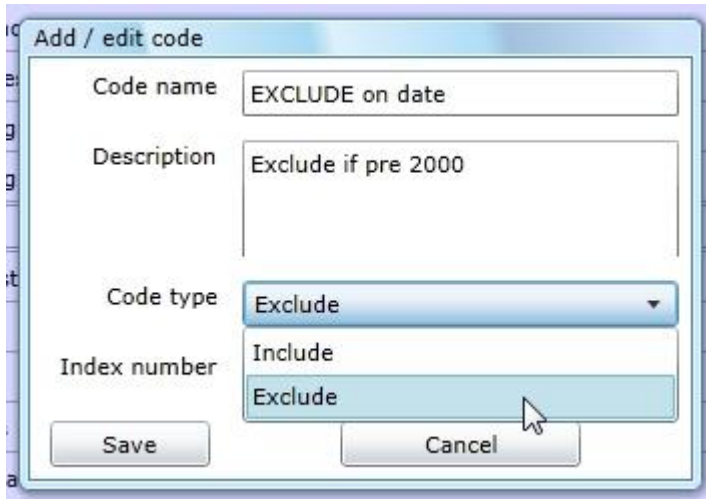 Add / edit code
Code name
EXCLUDE on date
Description
Exclude if pre 2000
Code type
Exclude
Include
Index number
Exclude
Save
Cancel